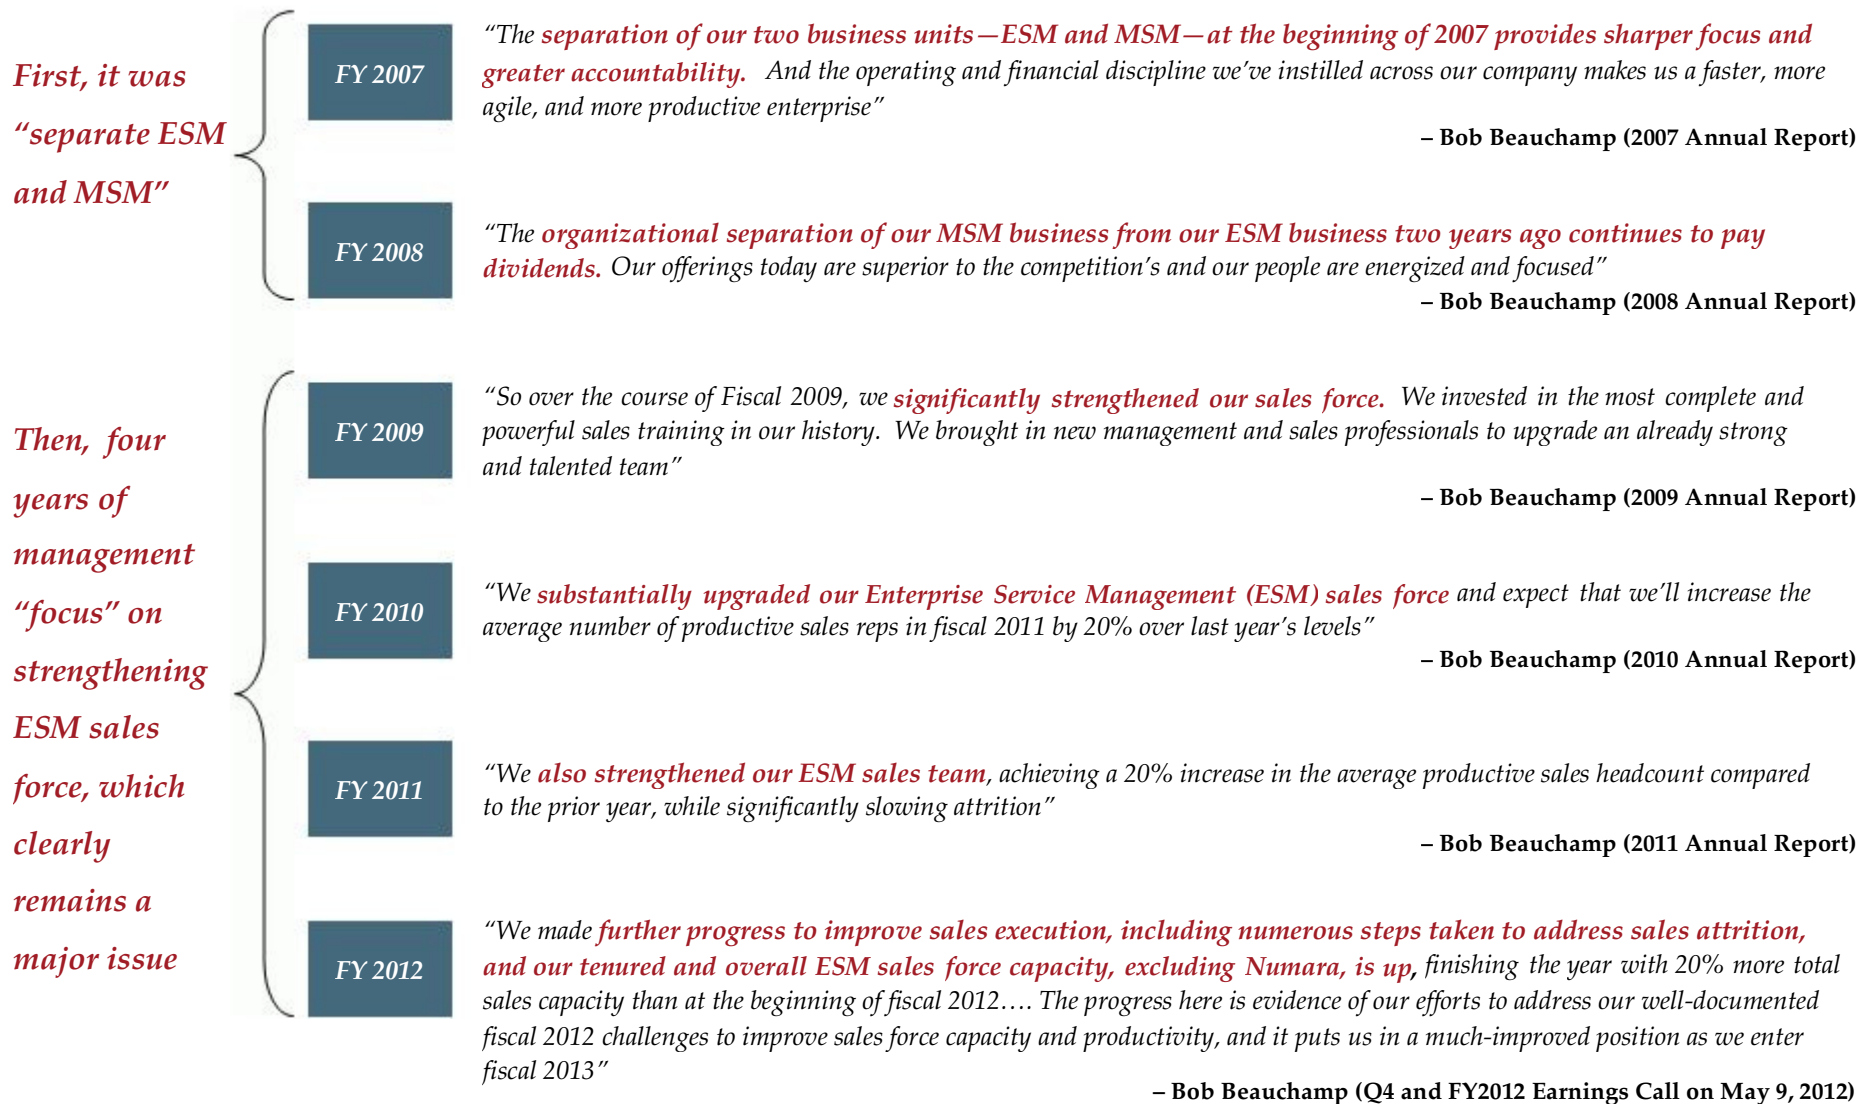 First, it was
“separate ESM
and MSM”
FY 2007
“The separation of our two business units—ESM and MSM—at the beginning of 2007 provides sharper focus and
greater accountability. And the operating and financial discipline we’ve instilled across our company makes us a faster, more
agile, and more productive enterprise”
– Bob Beauchamp (2007 Annual Report)
FY 2008
“The organizational separation of our MSM business from our ESM business two years ago continues to pay
dividends. Our offerings today are superior to the competition’s and our people are energized and focused”
– Bob Beauchamp (2008 Annual Report)
Then, four
years of
management
“focus” on
strengthening
ESM sales
force, which
clearly
remains a
major issue
FY 2009
“So over the course of Fiscal 2009, we significantly strengthened our sales force. We invested in the most complete and
powerful sales training in our history. We brought in new management and sales professionals to upgrade an already strong
and talented team”
– Bob Beauchamp (2009 Annual Report)
FY 2010
“We substantially upgraded our Enterprise Service Management (ESM) sales force and expect that we’ll increase the
average number of productive sales reps in fiscal 2011 by 20% over last year’s levels”
– Bob Beauchamp (2010 Annual Report)
FY 2011
“We also strengthened our ESM sales team, achieving a 20% increase in the average productive sales headcount compared
to the prior year, while significantly slowing attrition”
– Bob Beauchamp (2011 Annual Report)
FY 2012
“We made further progress to improve sales execution, including numerous steps taken to address sales attrition,
and our tenured and overall ESM sales force capacity, excluding Numara, is up, finishing the year with 20% more total
sales capacity than at the beginning of fiscal 2012…. The progress here is evidence of our efforts to address our well-documented
fiscal 2012 challenges to improve sales force capacity and productivity, and it puts us in a much-improved position as we enter
fiscal 2013”
– Bob Beauchamp (Q4 and FY2012 Earnings Call on May 9, 2012)